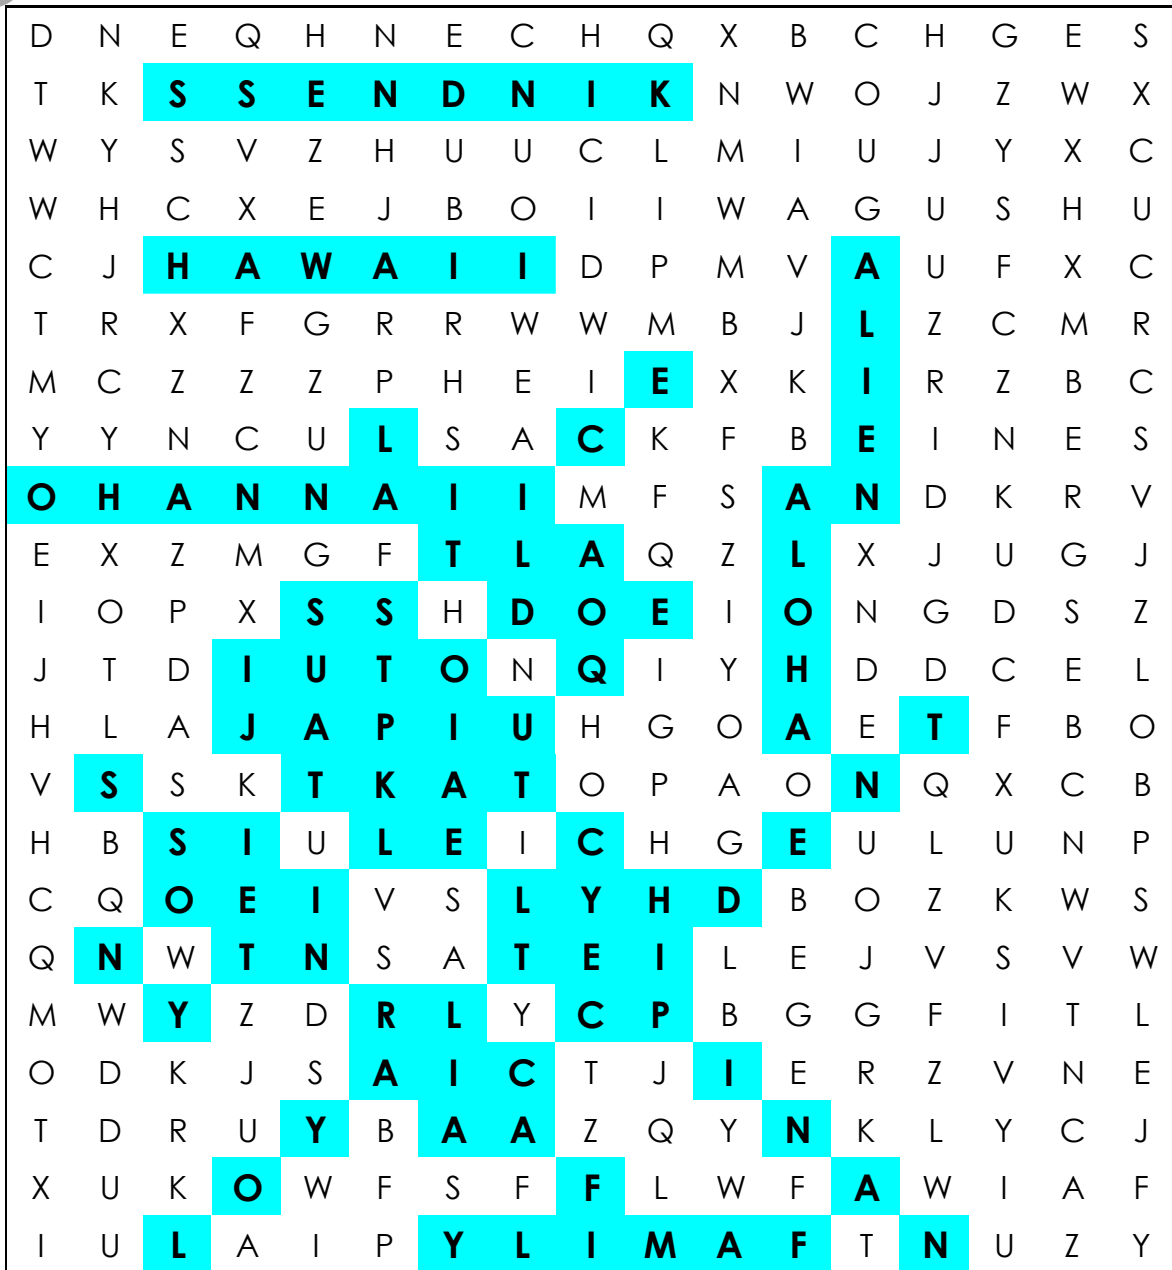 D N E Q H N E C H Q X B C H G E S
T K S S E N D N I K N W O J Z W X
W Y S V Z H U U C L M I U J Y X C
W H C X E J B O I I W A G U S H U
C J H A W A I I D P M V A U F X C
T R X F G R R W W M B J L Z C M R
M C Z Z Z P H E I E X K I R Z B C
Y Y N C U L S A C K F B E I N E S
O H A N N A I I M F S A N D K R V
E X Z M G F T L A Q Z L X J U G J
I O P X S S H D O E I O N G D S Z
J T D I U T O N Q I Y H D D C E L
H L A J A P I U H G O A E T F B O
V S S K T K A T O P A O N Q X C B
H B S I U L E I C H G E U L U N P
C Q O E I V S L Y H D B O Z K W S
Q N W T N S A T E I L E J V S V W
M W Y Z D R L Y C P B G G F I T L
O D K J S A I C T J I E R Z V N E
T D R U Y B A A Z Q Y N K L Y C J
X U K O W F S F F L W F A W I A F
I U L A I P Y L I M A F T N U Z Y